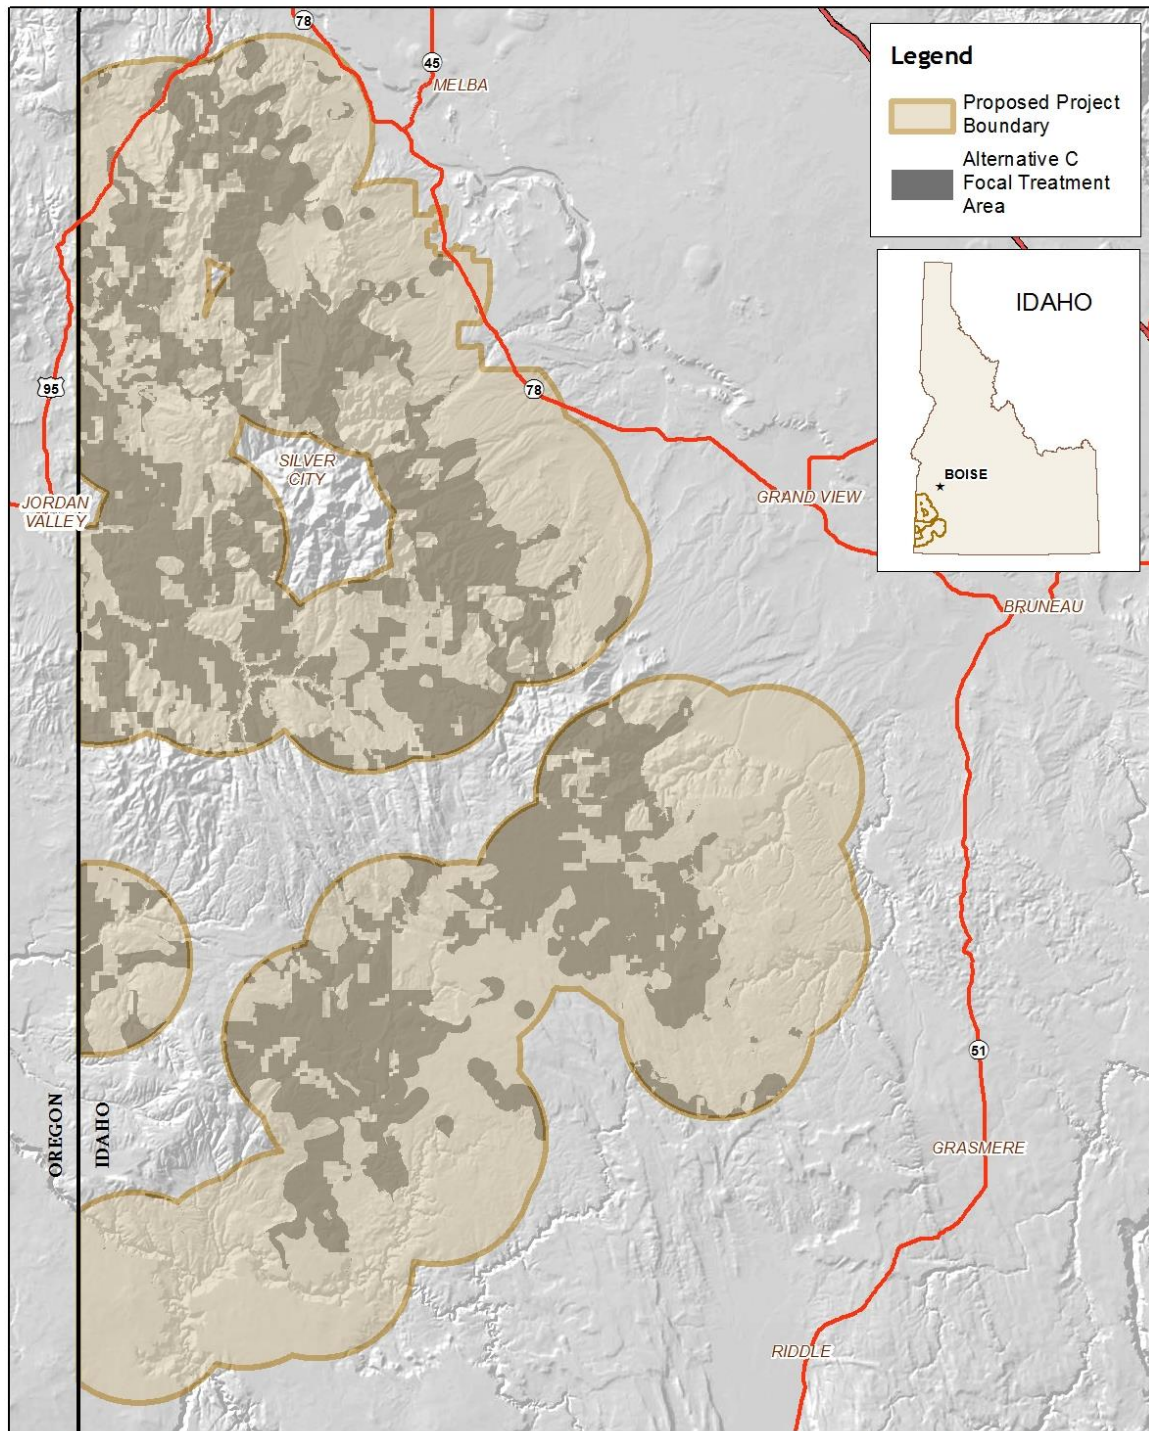 78
45
MELBA
Legend
Proposed Project
Boundary
Alternative C
Focal Treatment
Area
IDAHO
BOISE
95
78
SILVER
CITY
JORDAN
VALLEY
GRAND VIEW
BRUNEAU
51
OREGON
IDAHO
GRASMERE
RIDDLE